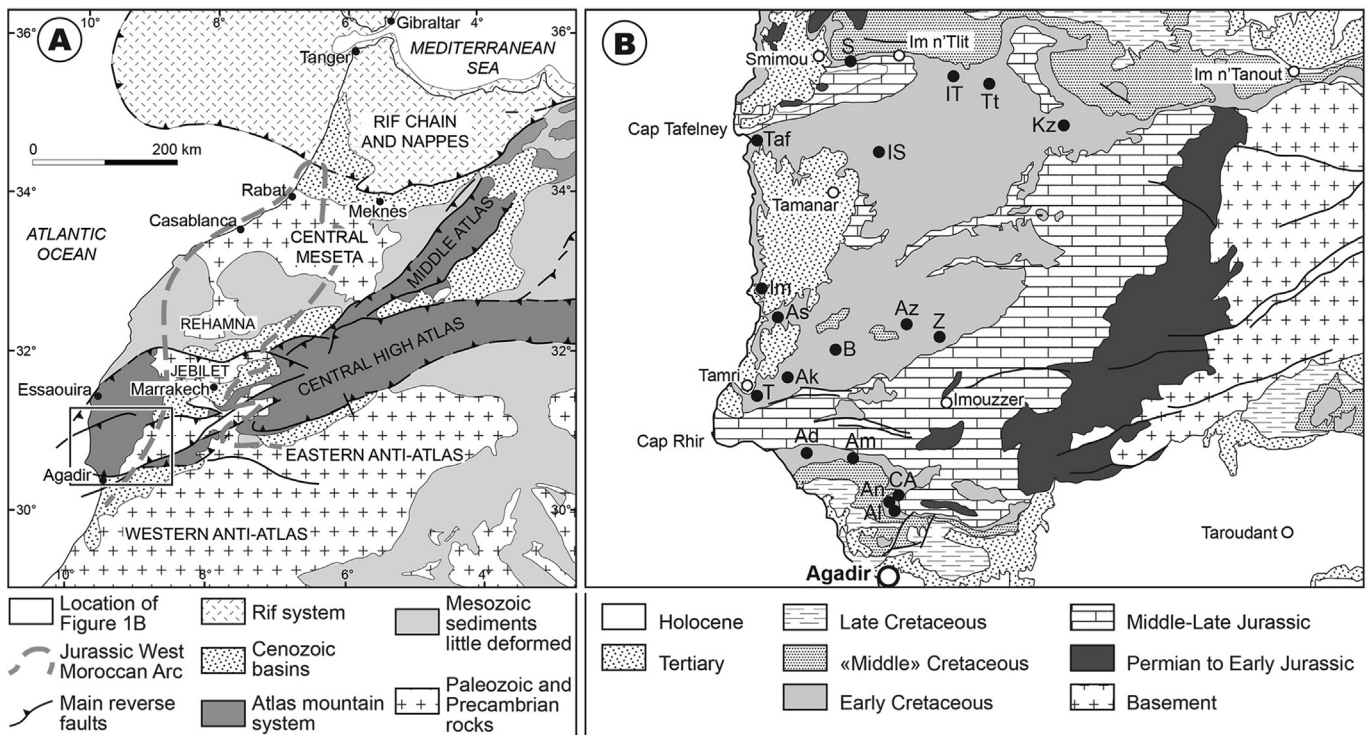 A
10°
8°
6°
4°
Gibraltar
36°
36°
Tanger
MEDITERRANEAN
SEA
RIF CHAIN
AND NAPPES
0
200 km
34°
34°
Rabat
Meknès
Casablanca
ATLANTIC
OCEAN
CENTRAL
MESETA
MIDDLE ATLAS
REHAMNA
CENTRAL HIGH ATLAS
32°
32°
JEBILET
Marrakech
Essaouira
EASTERN ANTI-ATLAS
Agadir
30°
30°
WESTERN ANTI-ATLAS
10°
8°
6°
4°
Location of
Figure 1B
Jurassic West
Moroccan Arc
Main reverse
faults
Rif system
Cenozoic
basins
Atlas mountain
system
Mesozoic
sediments
little deformed
Paleozoic and
Precambrian
rocks
B
S
Im n'Tlit
Smimou
IT
Tt
Im n'Tanout
Cap Tafelney
Taf
Kz
IS
Tamanar
Im
As
Az
Z
B
Tamri
T
Ak
Imouzzer
Cap Rhir
Ad
Am
CA
An
Al
Taroudant
Agadir
Holocene
Tertiary
Late Cretaceous
«Middle» Cretaceous
Early Cretaceous
Middle-Late Jurassic
Permian to Early Jurassic
Basement